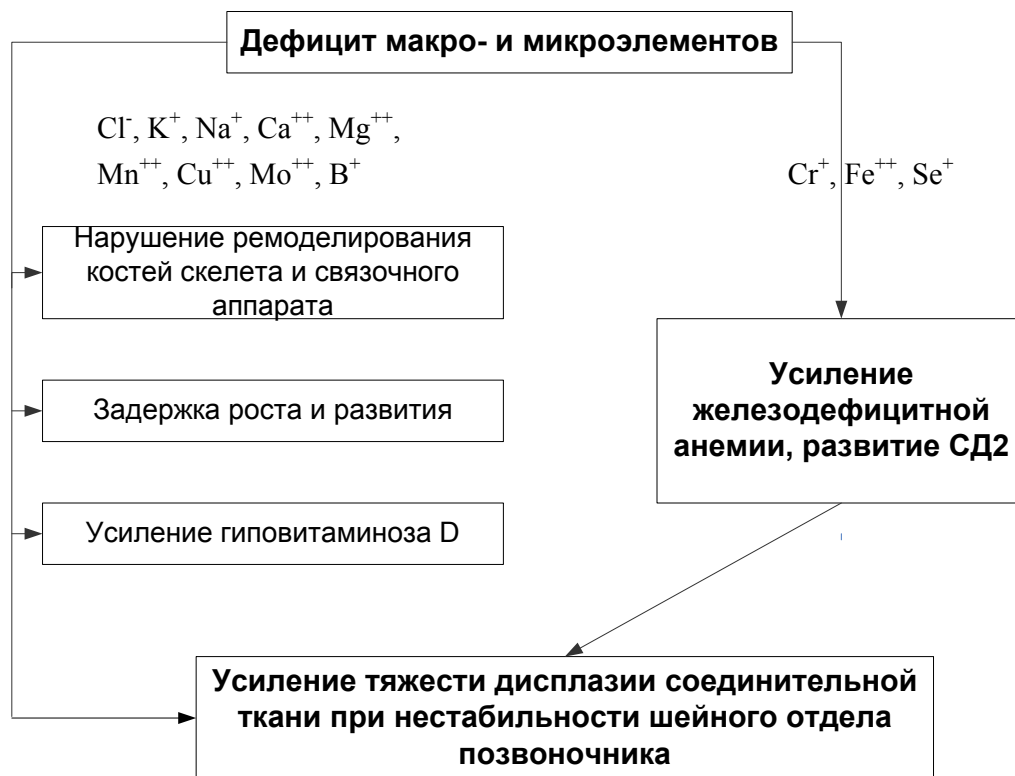 Дефицит макро- и микроэлементов
Cl⁻, K⁺, Na⁺, Ca⁺⁺, Mg⁺⁺,
Mn⁺⁺, Cu⁺⁺, Mo⁺⁺, B⁺
Cr⁺, Fe⁺⁺, Se⁺
Нарушение ремоделирования
костей скелета и связочного
аппарата
Задержка роста и развития
Усиление гиповитаминоза D
Усиление
железодефицитной
анемии, развитие СД2
Усиление тяжести дисплазии соединительной
ткани при нестабильности шейного отдела
позвоночника